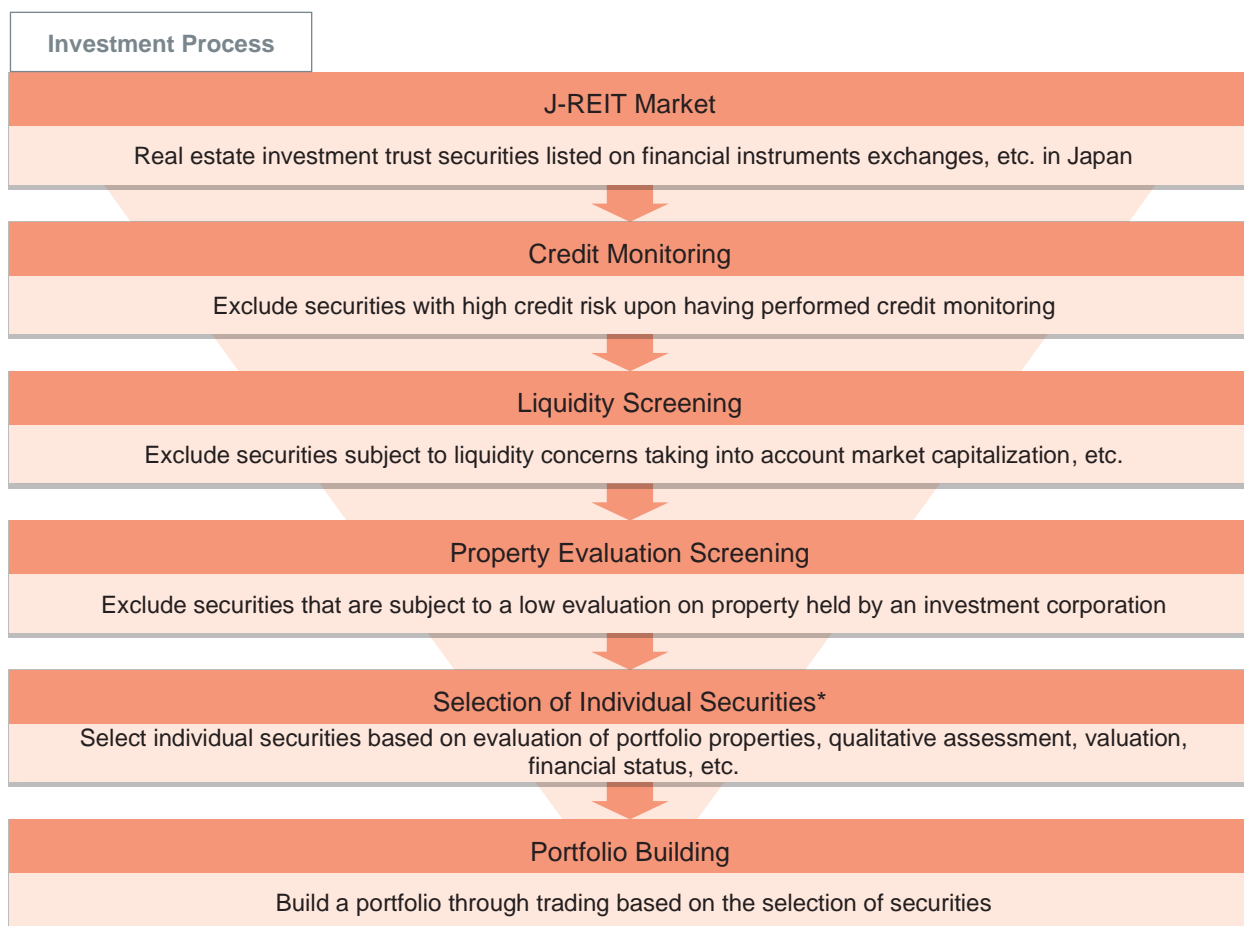 Investment Process
J-REIT Market
Real estate investment trust securities listed on financial instruments exchanges, etc. in Japan
Credit Monitoring
Exclude securities with high credit risk upon having performed credit monitoring
Liquidity Screening
Exclude securities subject to liquidity concerns taking into account market capitalization, etc.
Property Evaluation Screening
Exclude securities that are subject to a low evaluation on property held by an investment corporation
Selection of Individual Securities*
Select individual securities based on evaluation of portfolio properties, qualitative assessment, valuation,
financial status, etc.
Portfolio Building
Build a portfolio through trading based on the selection of securities